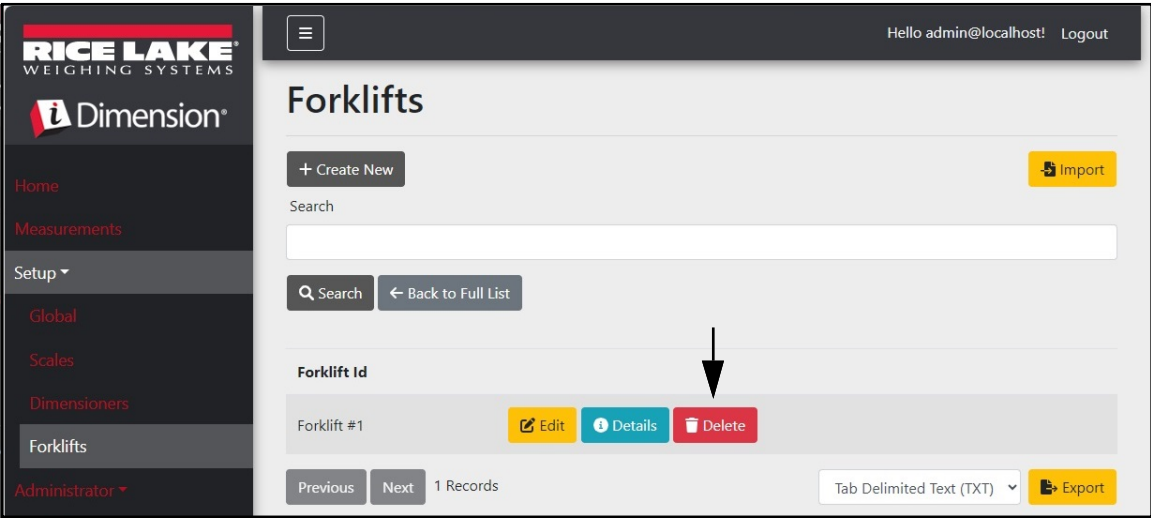 RICE LAKE®
WEIGHING SYSTEMS
i Dimension®
Home
Measurements
Setup
Global
Scales
Dimensioners
Forklifts
Administrator
Hello admin@localhost! Logout
Forklifts
+ Create New
Import
Search
Search
← Back to Full List
Forklift Id
Forklift #1
Edit
Details
Delete
Previous
Next
1 Records
Tab Delimited Text (TXT)
Export